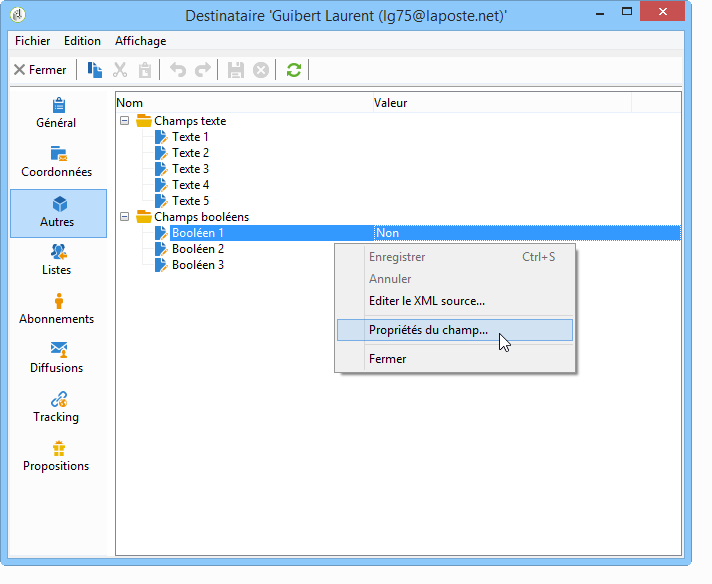 Destinataire 'Guibert Laurent (lg75@laposte.net)'
Fichier Edition Affichage
Fermer
Général
Coordonnées
Autres
Listes
Abonnements
Diffusions
Tracking
Propositions
Nom Valeur
Champs texte
Texte 1
Texte 2
Texte 3
Texte 4
Texte 5
Champs booléens
Booléen 1 Non
Booléen 2
Booléen 3
Enregistrer Ctrl+S
Annuler
Editer le XML source...
Propriétés du champ...
Fermer